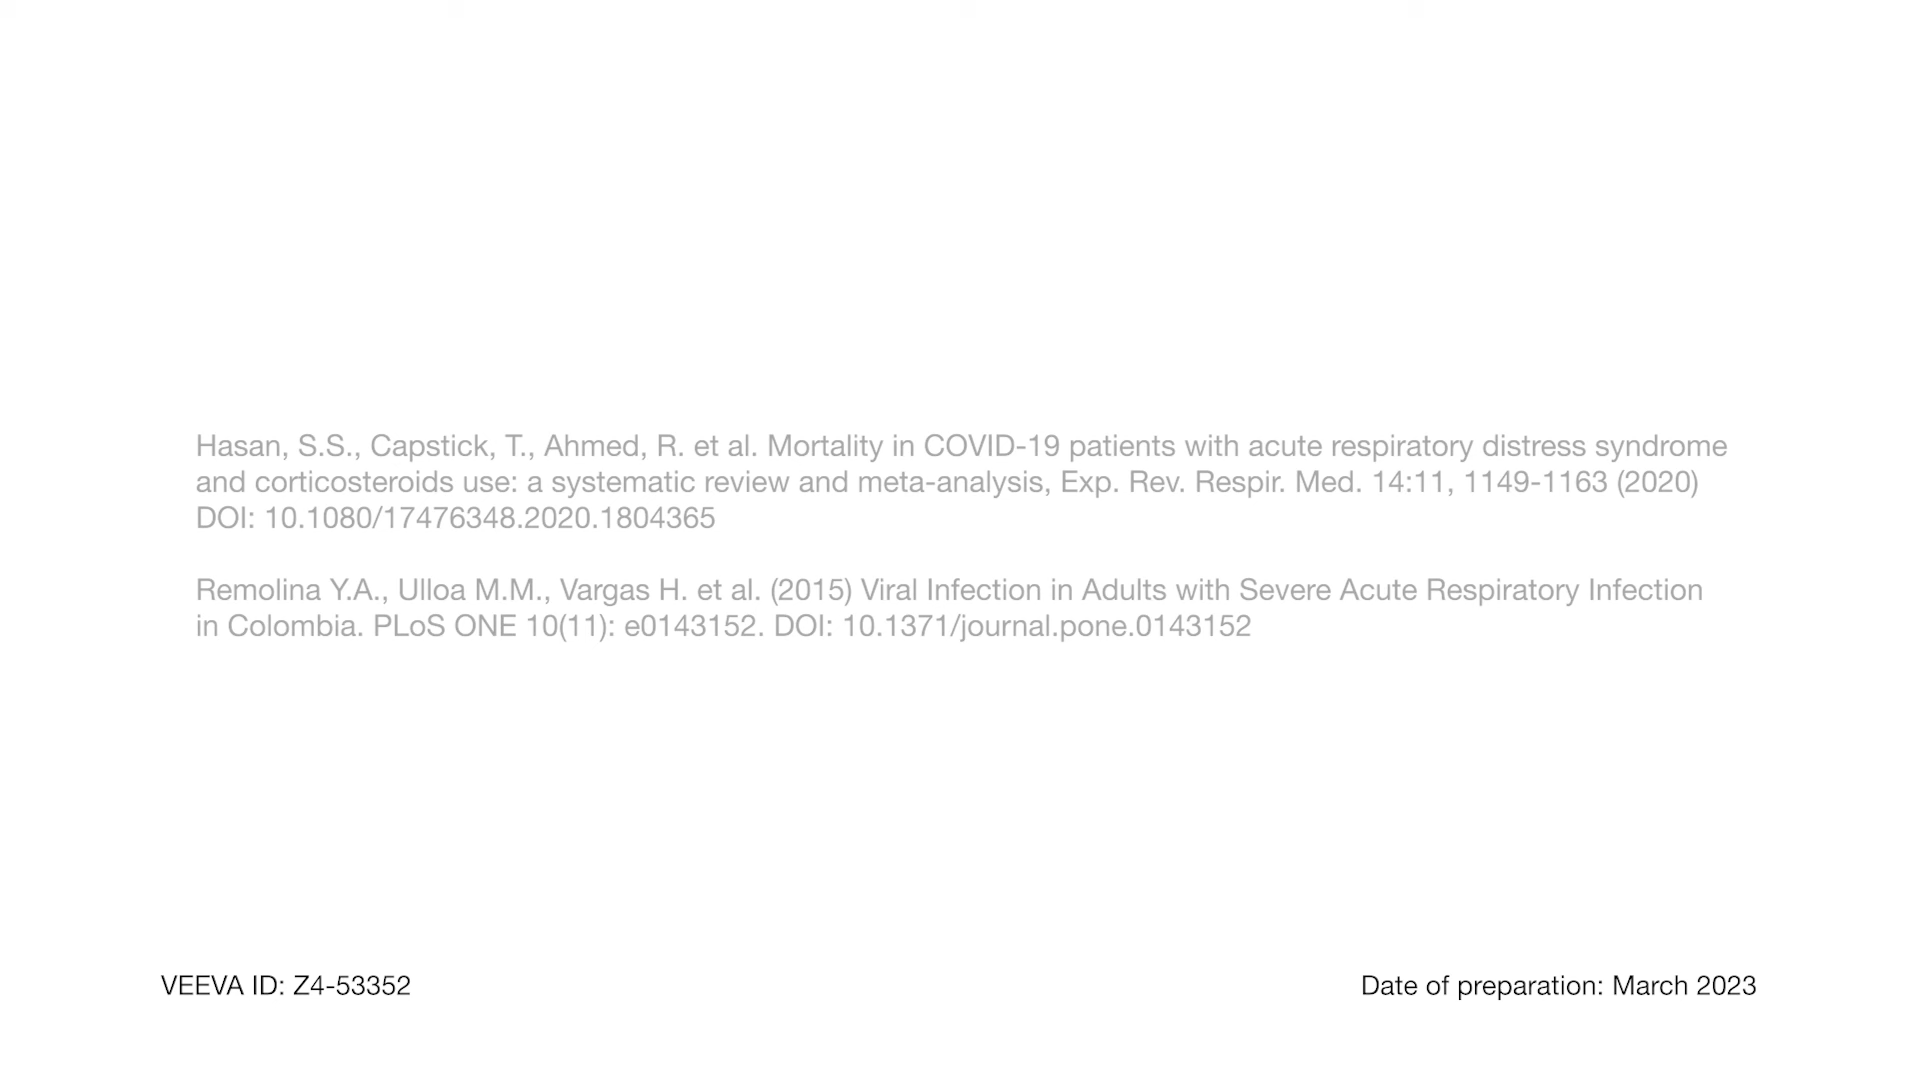 Hasan, S.S., Capstick, T., Ahmed, R. et al. Mortality in COVID-19 patients with acute respiratory distress syndrome
and corticosteroids use: a systematic review and meta-analysis, Exp. Rev. Respir. Med. 14:11, 1149-1163 (2020)
DOI: 10.1080/17476348.2020.1804365
Remolina Y.A., Ulloa M.M., Vargas H. et al. (2015) Viral Infection in Adults with Severe Acute Respiratory Infection
in Colombia. PLoS ONE 10(11): e0143152. DOI: 10.1371/journal.pone.0143152
VEEVA ID: Z4-53352
Date of preparation: March 2023